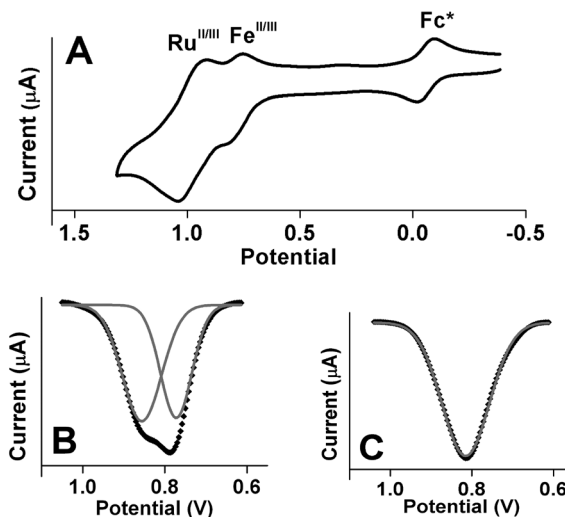 A
Ru^II/III Fe^II/III Fc*
Current (μA)
1.5 1.0 0.5 0.0 -0.5
Potential
B
Current (μA)
1.0 0.8 0.6
Potential (V)
C
Current (μA)
1.0 0.8 0.6
Potential (V)